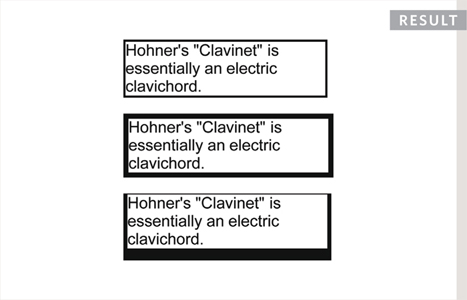 RESULT
Hohner's "Clavinet" is
essentially an electric
clavichord.
Hohner's "Clavinet" is
essentially an electric
clavichord.
Hohner's "Clavinet" is
essentially an electric
clavichord.